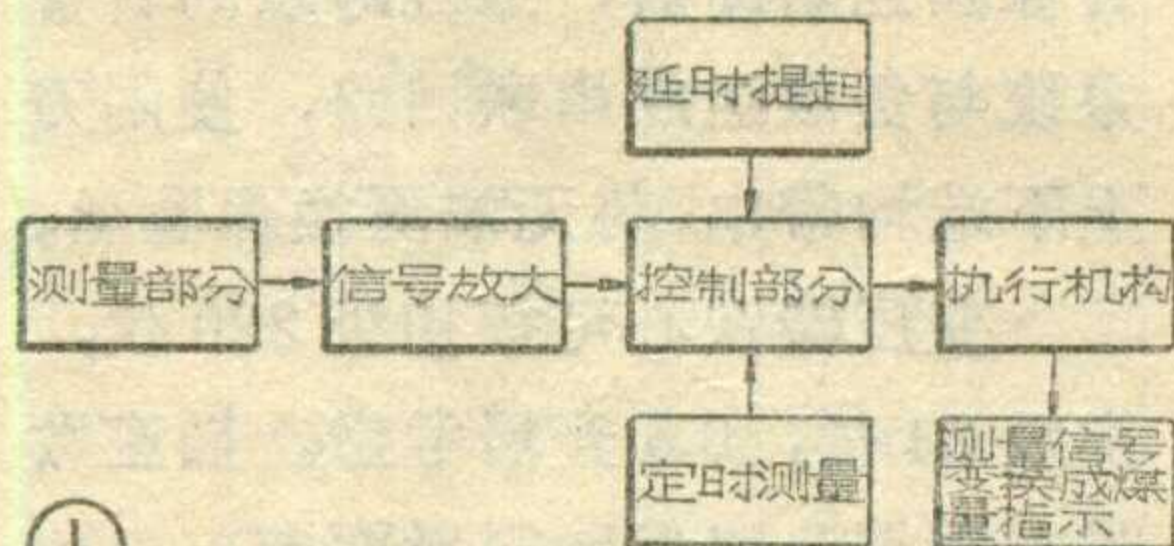 延时提起
测量部分
信号放大
控制部分
执行机构
定时测量
测量信号
变换成煤
量指示